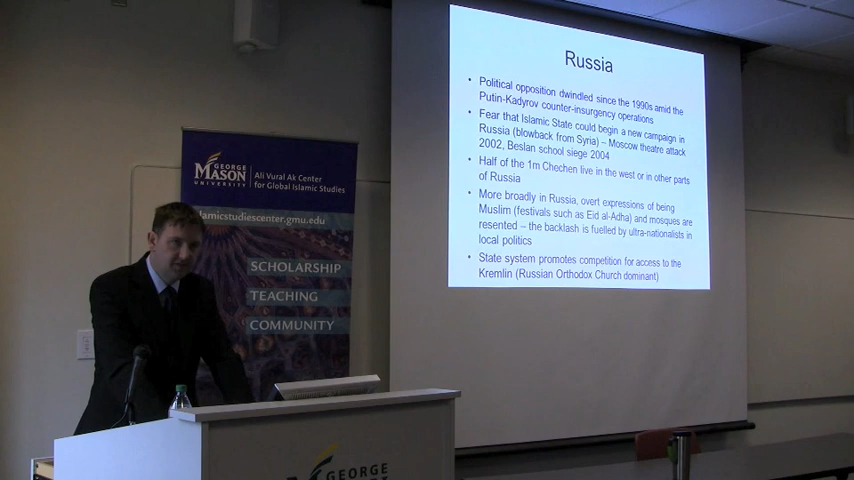 Russia
• Political opposition dwindled since the 1990s amid the
Putin-Kadyrov counter-insurgency operations
• Fear that Islamic State could begin a new campaign in
Russia (blowback from Syria) – Moscow theatre attack
2002, Beslan school siege 2004
• Half of the 1m Chechen live in the west or in other parts
of Russia
• More broadly in Russia, overt expressions of being
Muslim (festivals such as Eid al-Adha) and mosques are
resented – the backlash is fuelled by ultra-nationalists in
local politics
• State system promotes competition for access to the
Kremlin (Russian Orthodox Church dominant)
GEORGE
MASON
UNIVERSITY
Ali Vural Ak Center
for Global Islamic Studies
lamicstudiescenter.gmu.edu
SCHOLARSHIP
TEACHING
COMMUNITY
GEORGE